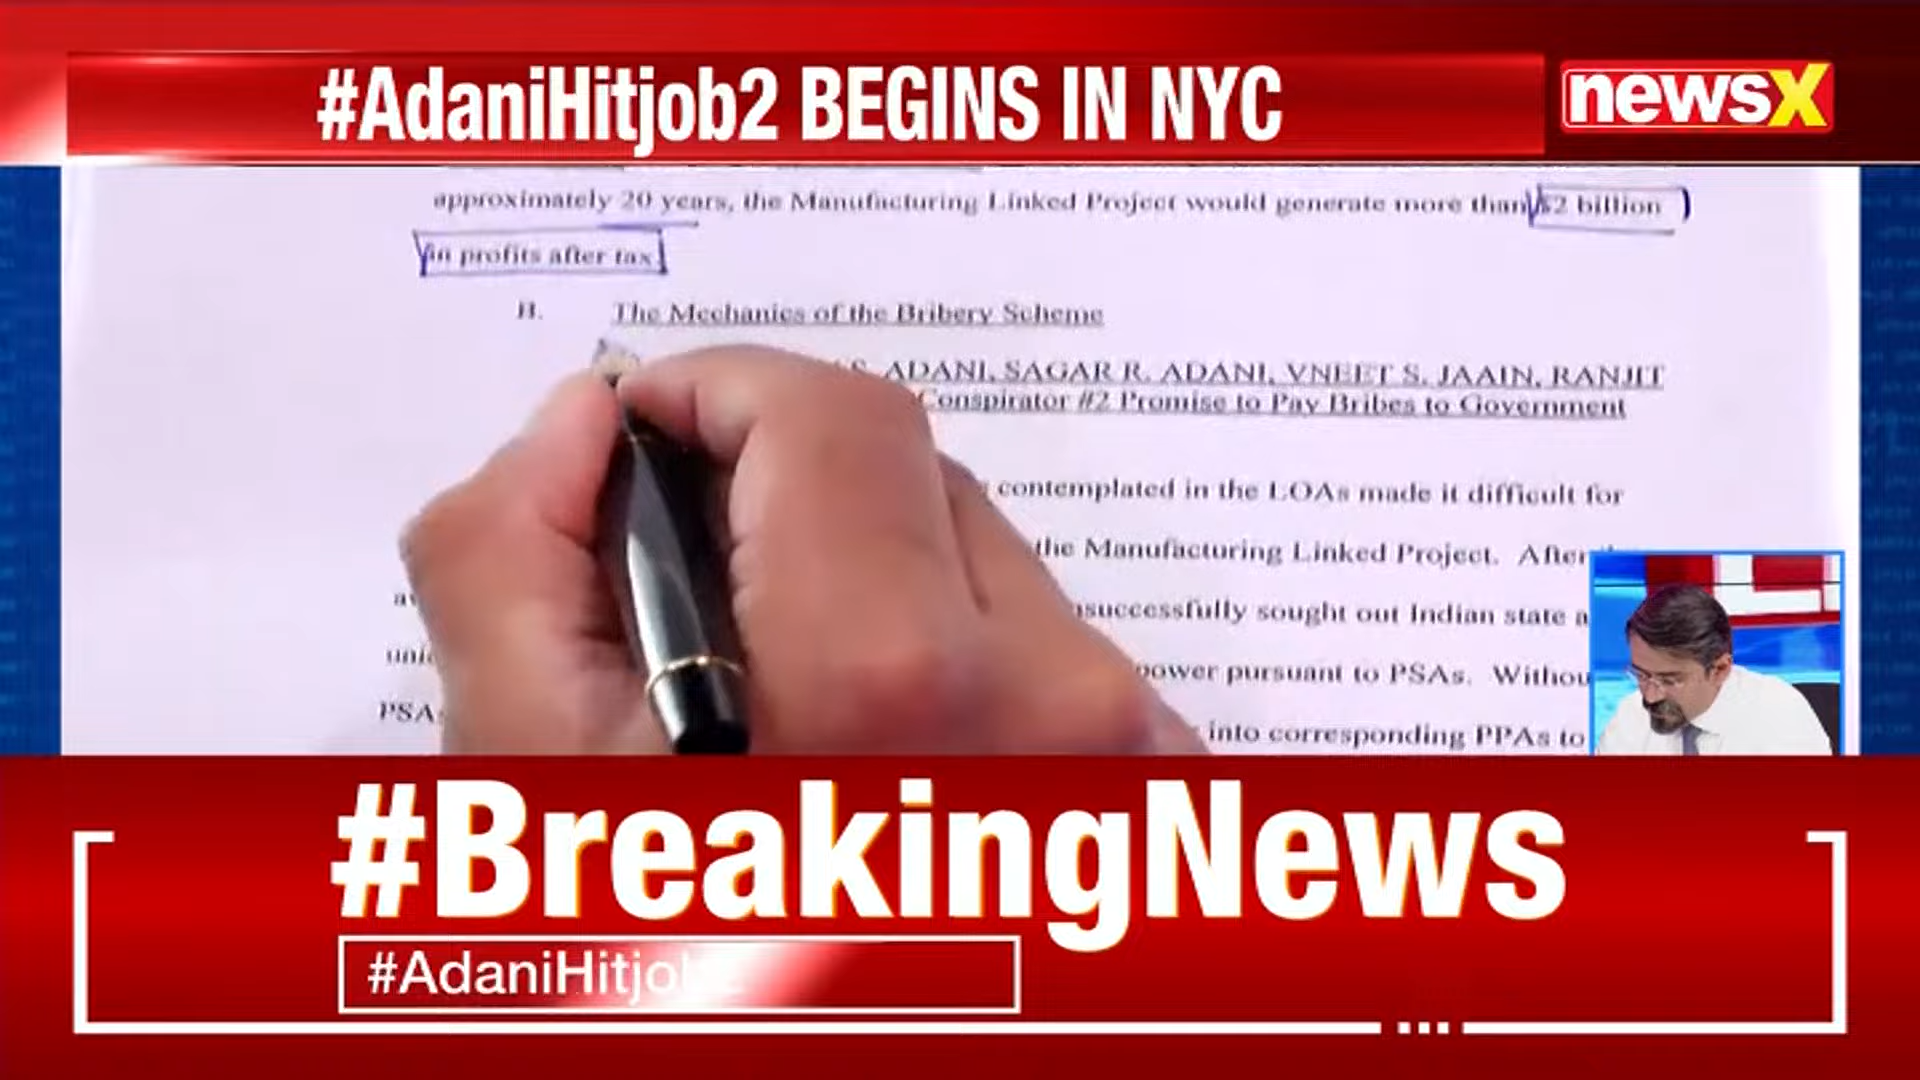 #AdaniHitjob2 BEGINS IN NYC
newsX
approximately 20 years, the Manufacturing Linked Project would generate more than $2 billion
in profits after tax.
B. The Mechanics of the Bribery Scheme
S. ADANI, SAGAR R. ADANI, VNEET S. JAAIN, RANJIT
Conspirator #2 Promise to Pay Bribes to Government
contemplated in the LOAs made it difficult for
the Manufacturing Linked Project. After
sought out Indian state
power pursuant to PSAs.
PSA
into corresponding PPAs to
#BreakingNews
#AdaniHitjob2